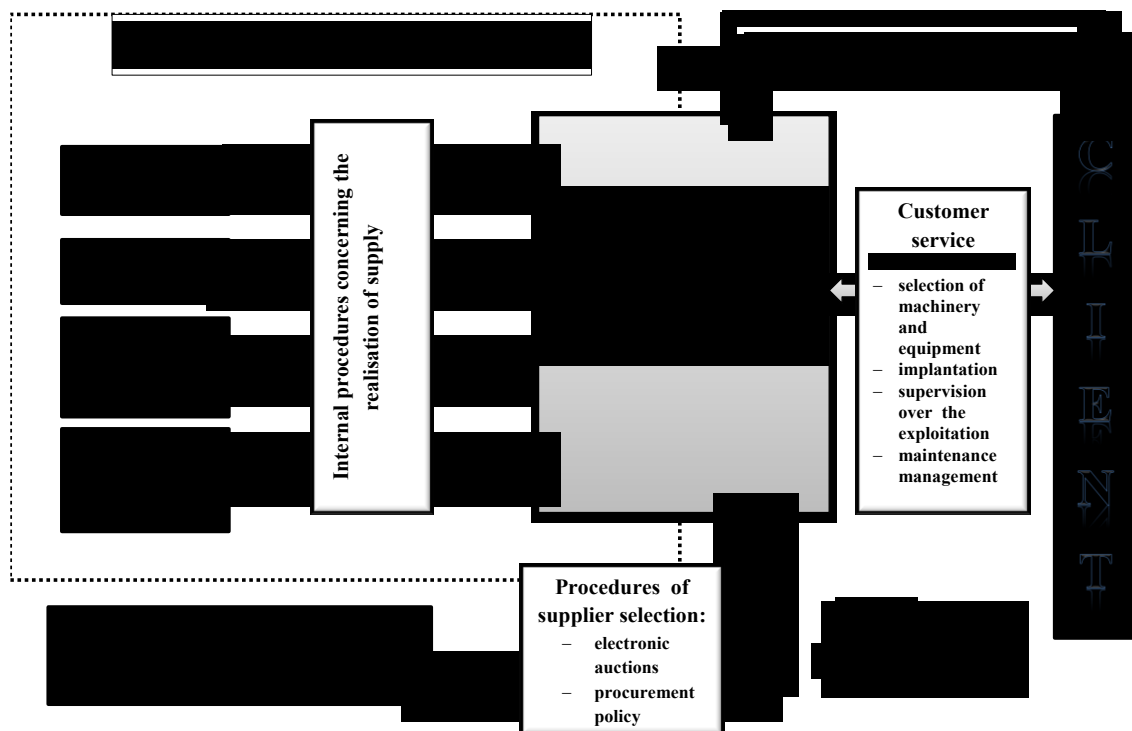 Internal procedures concerning the
realisation of supply
Customer
service
– selection of
machinery
and
equipment
– implantation
– supervision
over the
exploitation
– maintenance
management
CLIENT
Procedures of
supplier selection:
– electronic
auctions
– procurement
policy